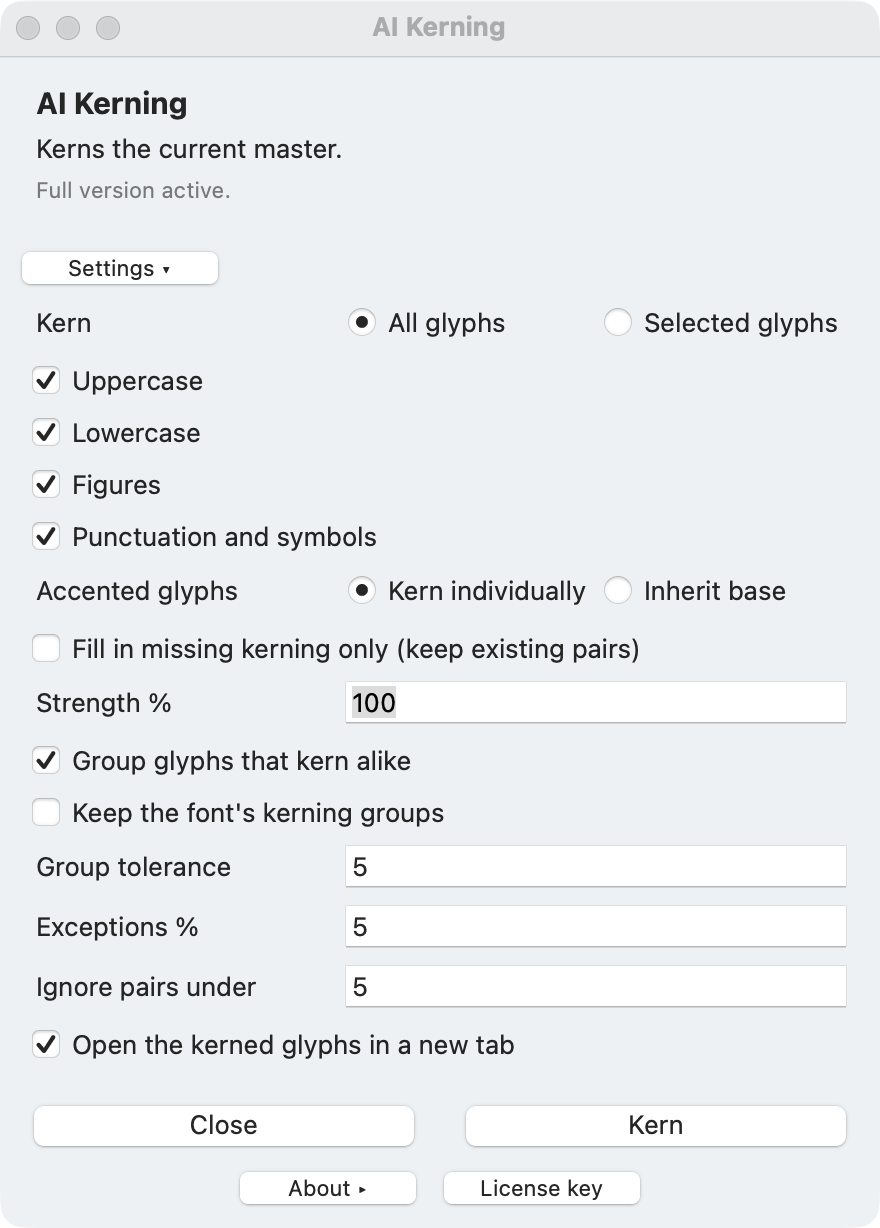 AI Kerning
AI Kerning
Kerns the current master.
Full version active.
Settings ▾
Kern All glyphs Selected glyphs
Uppercase
Lowercase
Figures
Punctuation and symbols
Accented glyphs Kern individually Inherit base
Fill in missing kerning only (keep existing pairs)
Strength % 100
Group glyphs that kern alike
Keep the font's kerning groups
Group tolerance 5
Exceptions % 5
Ignore pairs under 5
Open the kerned glyphs in a new tab
Close Kern
About ▸ License key